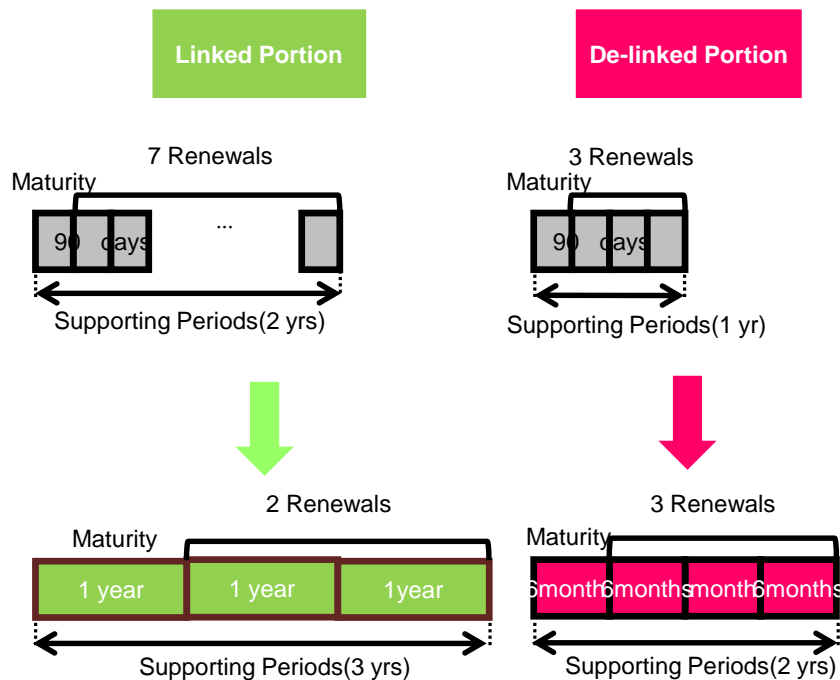 Linked Portion
De-linked Portion
7 Renewals
3 Renewals
Maturity
Maturity
90 days
...
90 days
Supporting Periods(2 yrs)
Supporting Periods(1 yr)
2 Renewals
3 Renewals
Maturity
Maturity
1 year
1 year
1year
6month
6months
month
6months
Supporting Periods(3 yrs)
Supporting Periods(2 yrs)